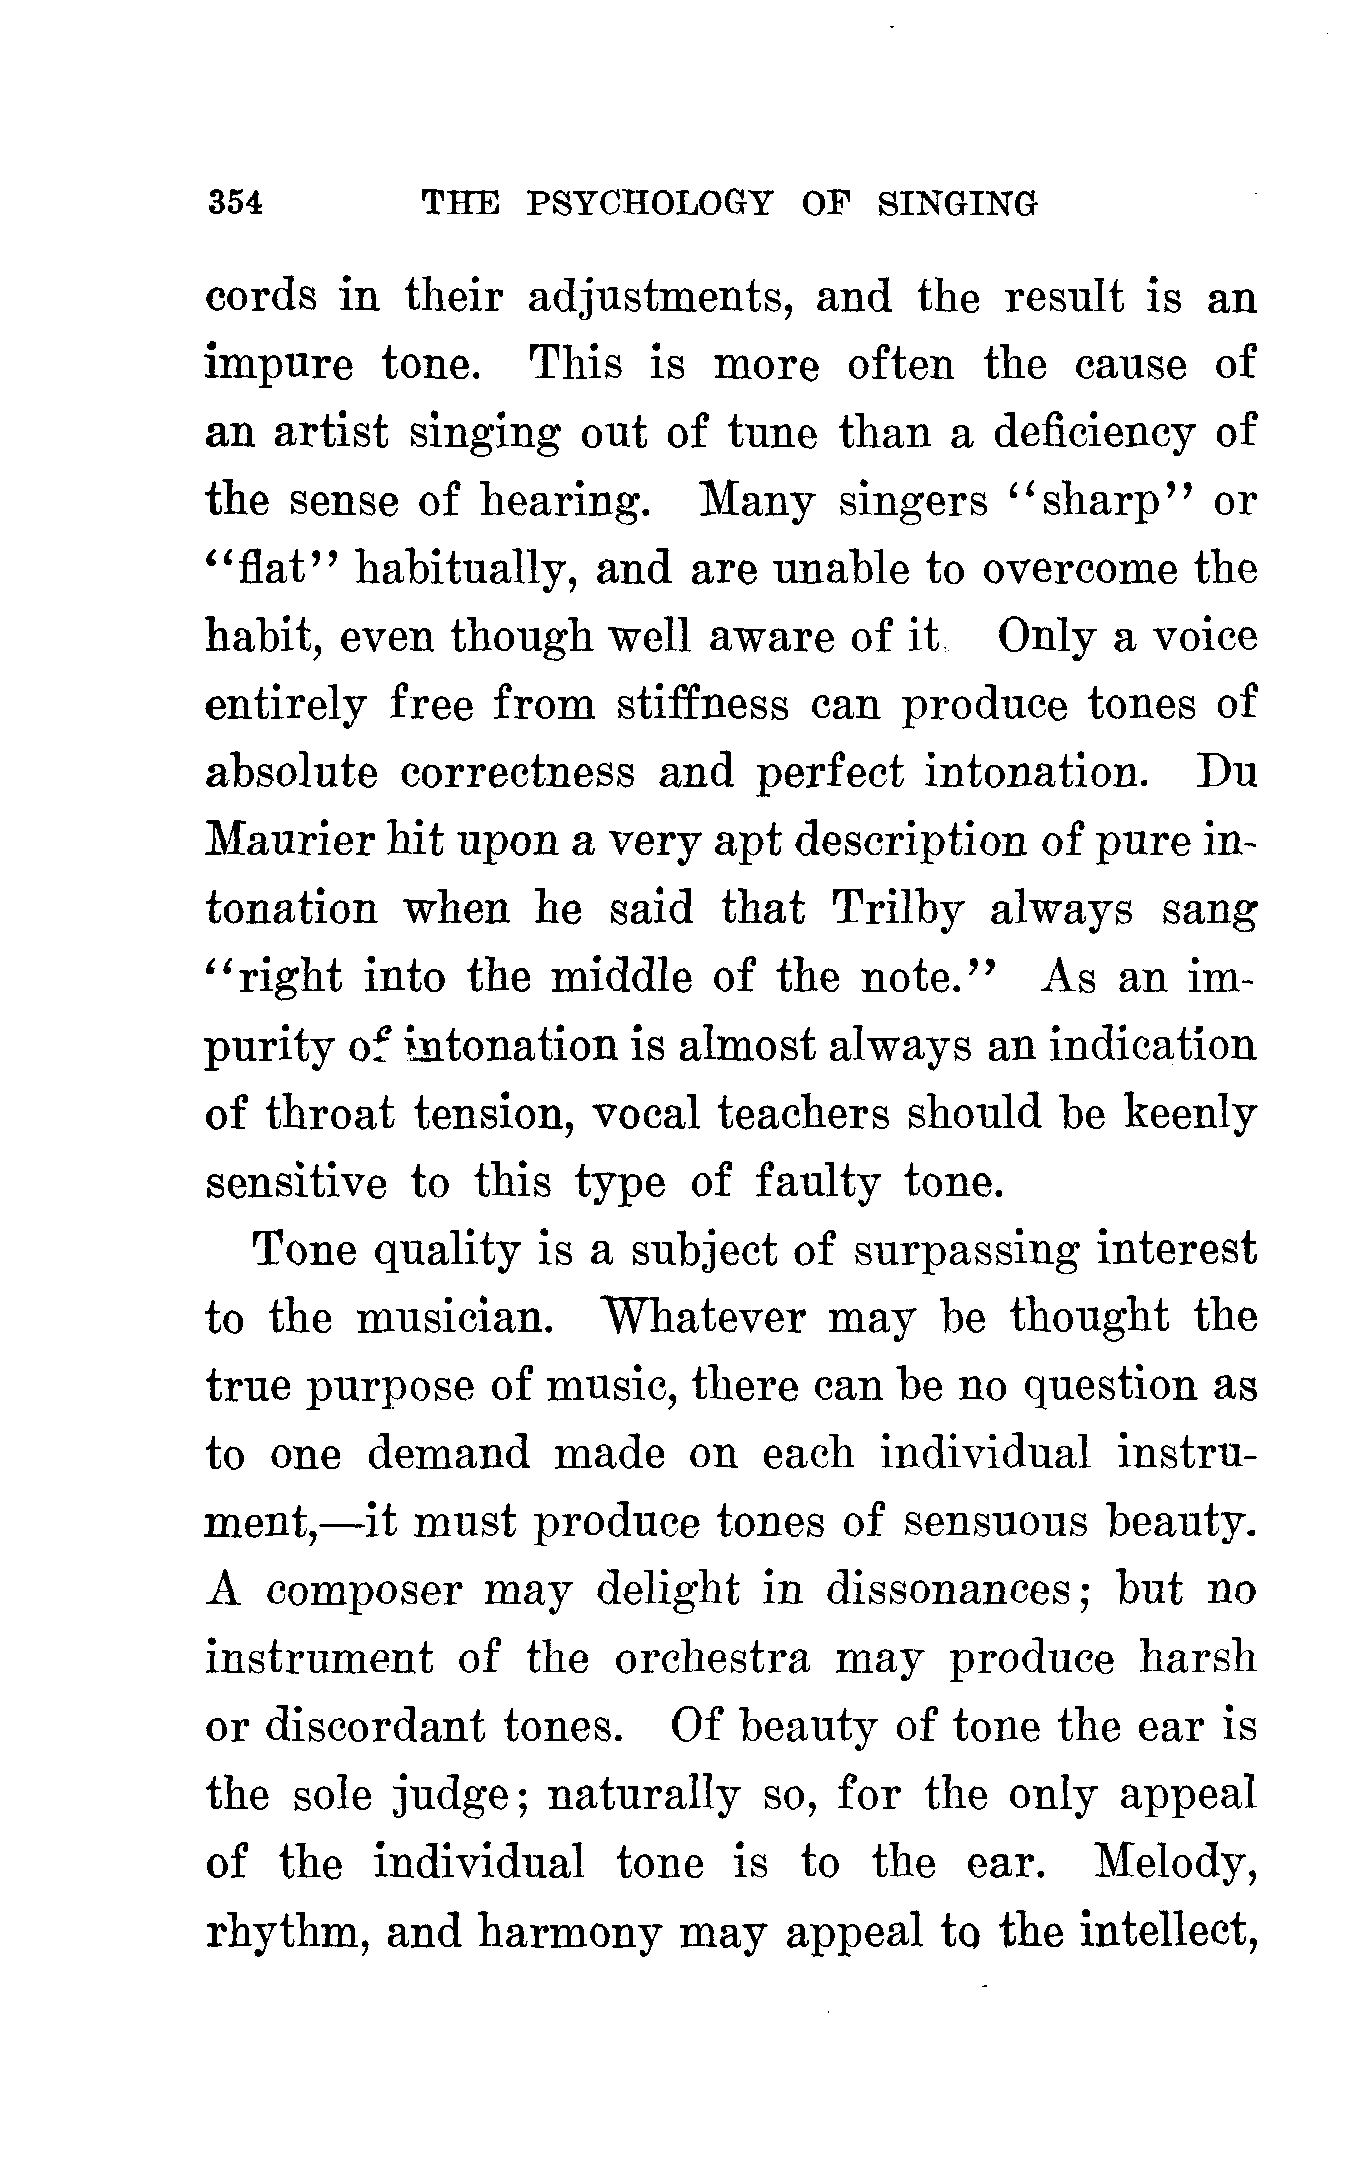 354 THE PSYCHOLOGY OF SINGING
cords in their adjustments, and the result is an
impure tone. This is more often the cause of
an artist singing out of tune than a deficiency of
the sense of hearing. Many singers "sharp" or
"flat" habitually, and are unable to overcome the
habit, even though well aware of it. Only a voice
entirely free from stiffness can produce tones of
absolute correctness and perfect intonation. Du
Maurier hit upon a very apt description of pure in-
tonation when he said that Trilby always sang
"right into the middle of the note." As an im-
purity of intonation is almost always an indication
of throat tension, vocal teachers should be keenly
sensitive to this type of faulty tone.
Tone quality is a subject of surpassing interest
to the musician. Whatever may be thought the
true purpose of music, there can be no question as
to one demand made on each individual instru-
ment,—it must produce tones of sensuous beauty.
A composer may delight in dissonances; but no
instrument of the orchestra may produce harsh
or discordant tones. Of beauty of tone the ear is
the sole judge; naturally so, for the only appeal
of the individual tone is to the ear. Melody,
rhythm, and harmony may appeal to the intellect,